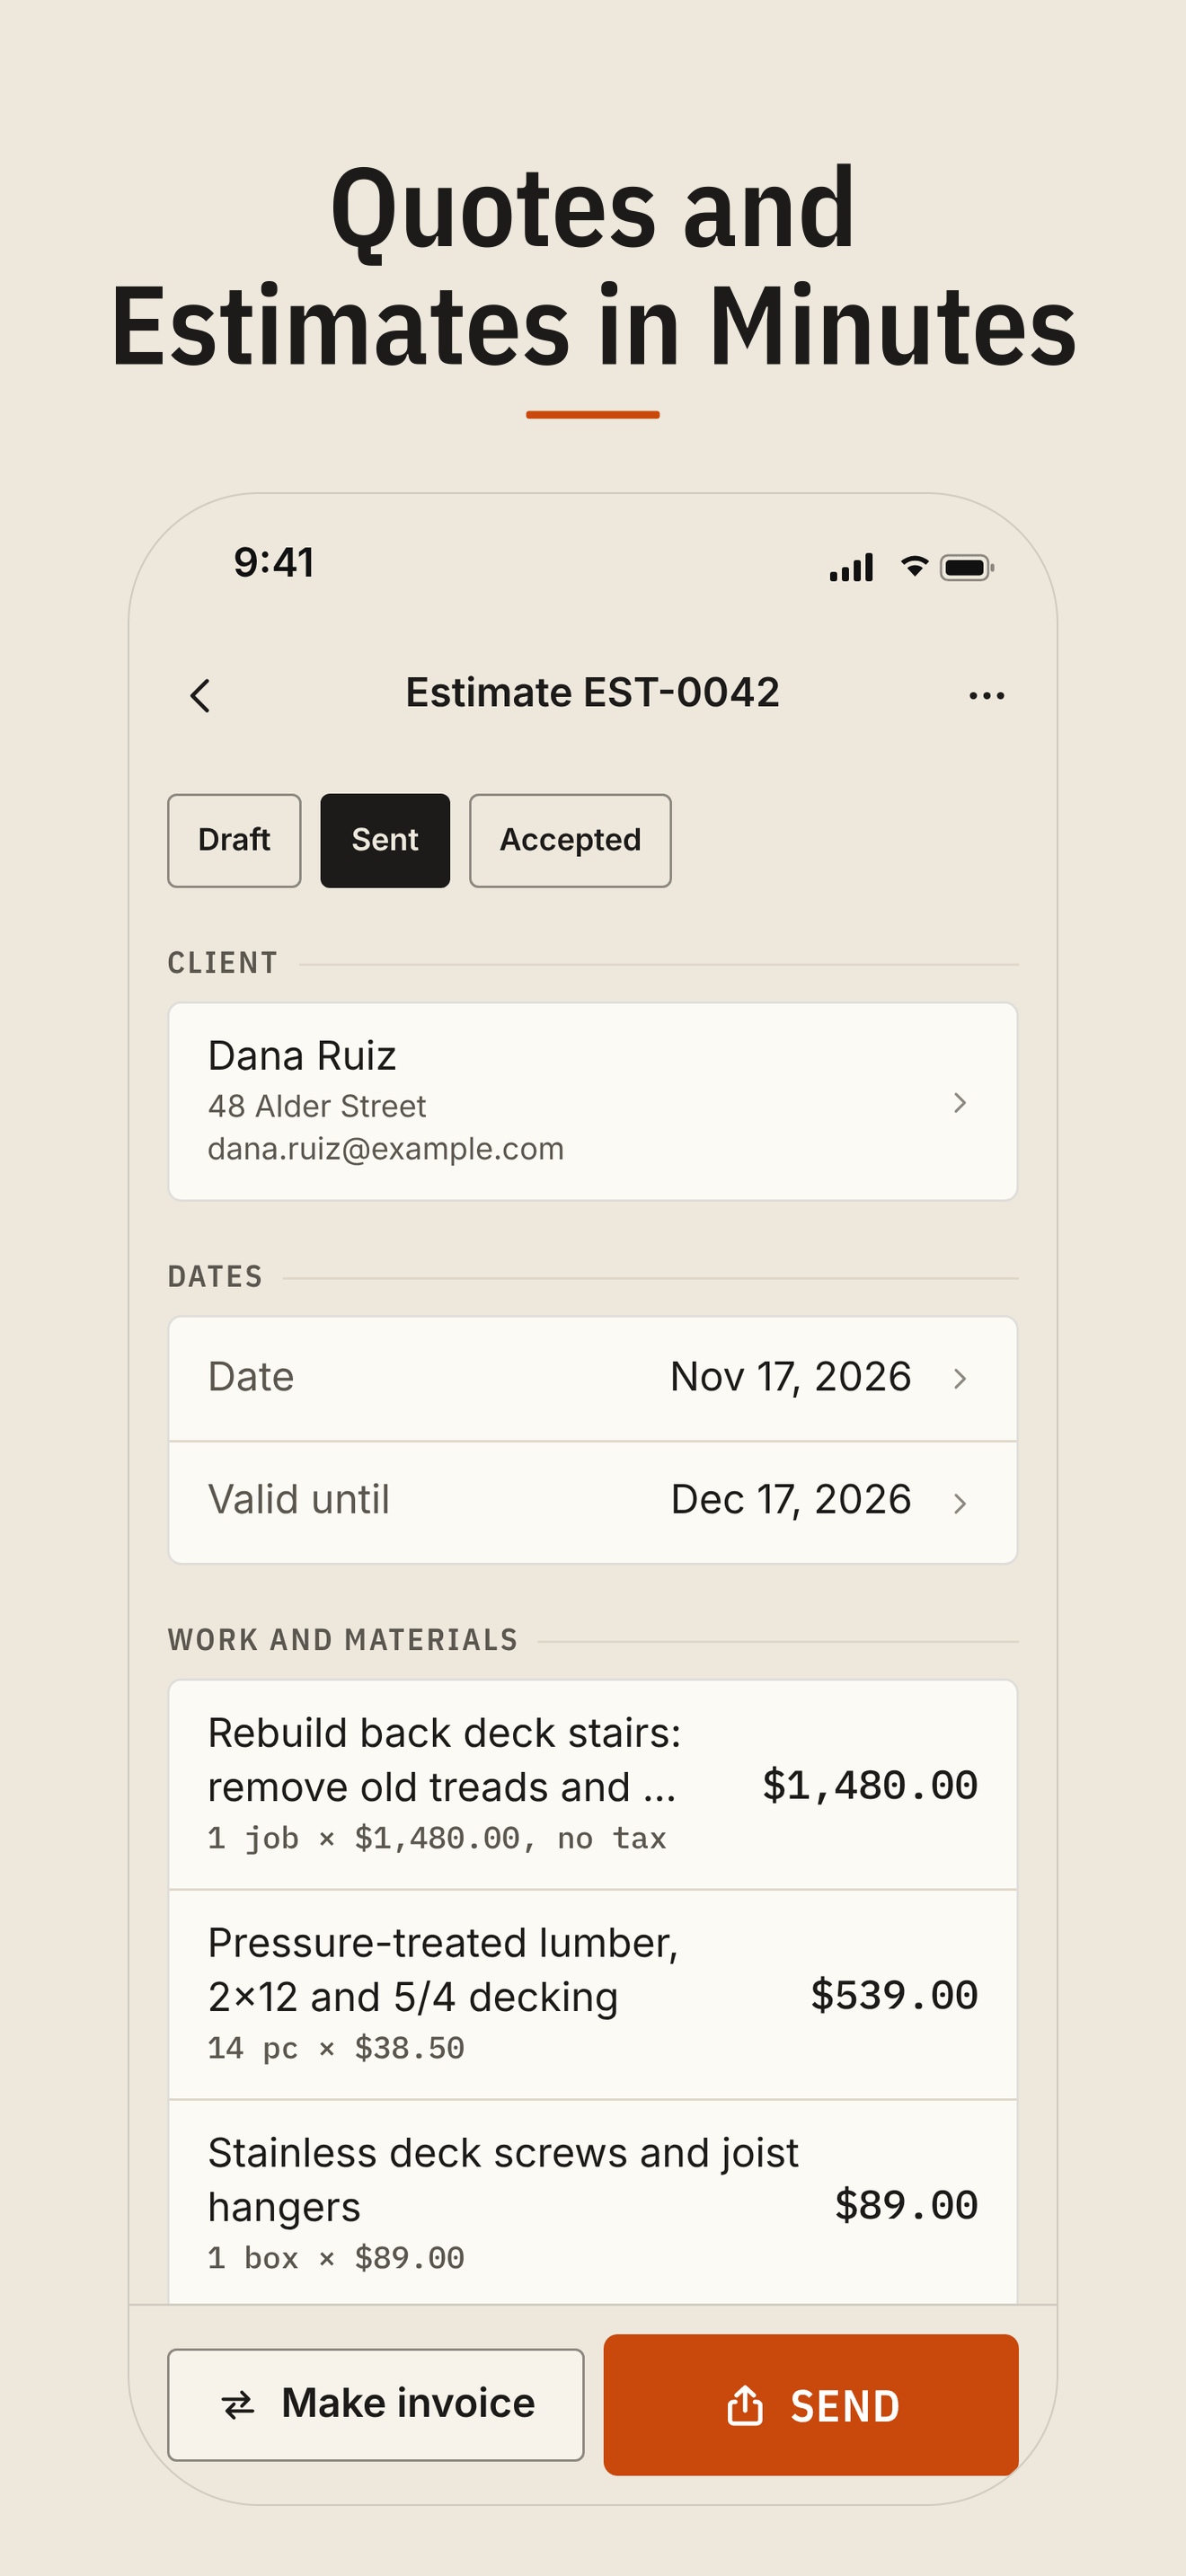 Quotes and
Estimates in Minutes
9:41
Estimate EST-0042
Draft
Sent
Accepted
CLIENT
Dana Ruiz
48 Alder Street
dana.ruiz@example.com
DATES
Date
Nov 17, 2026
Valid until
Dec 17, 2026
WORK AND MATERIALS
Rebuild back deck stairs:
remove old treads and ...
$1,480.00
1 job × $1,480.00, no tax
Pressure-treated lumber,
2×12 and 5/4 decking
$539.00
14 pc × $38.50
Stainless deck screws and joist
hangers
$89.00
1 box × $89.00
Make invoice
SEND